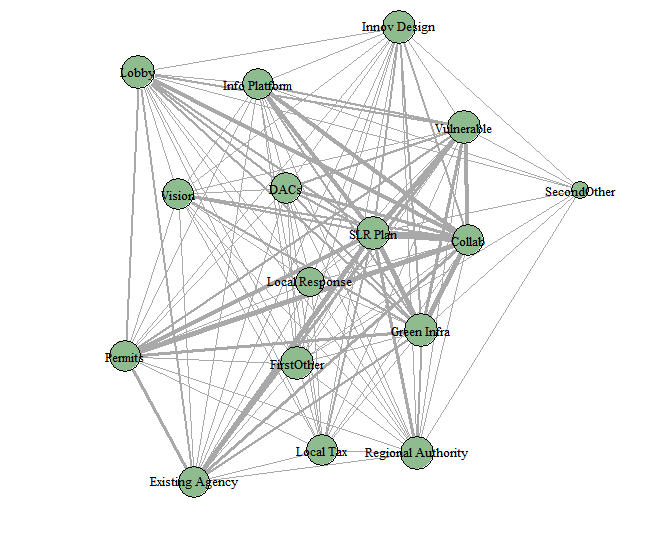 Innov Design
Lobby
Info Platform
Vulnerable
Vision
DACs
SecondOther
SLR Plan
Collab
Local Response
Green Infra
Permits
FirstOther
Local Tax
Regional Authority
Existing Agency